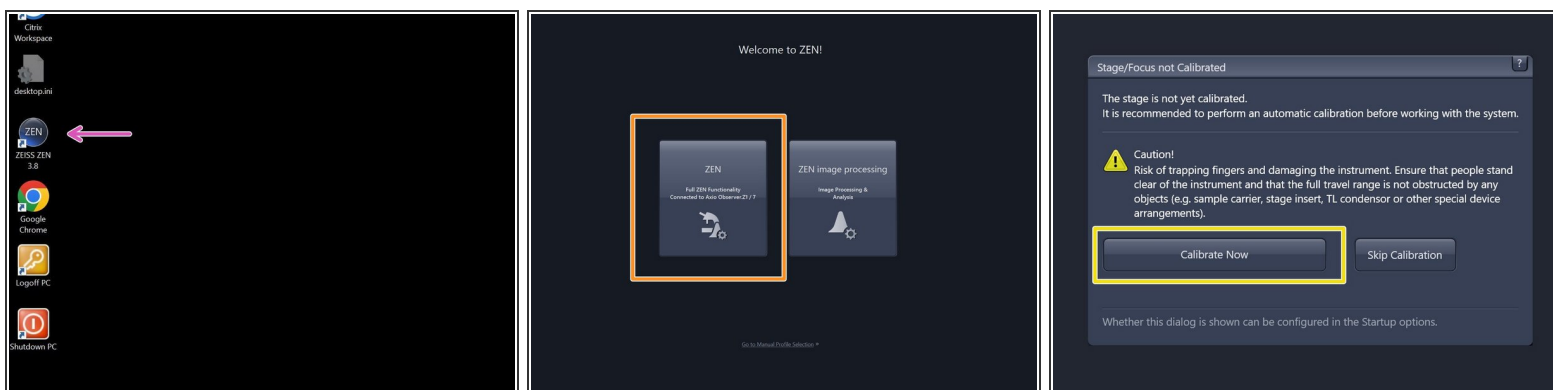 Citrix
Workspace
desktop.ini
ZEN
ZEISS ZEN
3.8
Google
Chrome
Logoff PC
Shutdown PC
Welcome to ZEN!
ZEN
Full ZEN Functionality
Connected to Axio Observer.Z1 / 7
ZEN image processing
Image Processing &
Analysis
Go to Manual Profile Selection
Stage/Focus not Calibrated
?
The stage is not yet calibrated.
It is recommended to perform an automatic calibration before working with the system.
Caution!
Risk of trapping fingers and damaging the instrument. Ensure that people stand
clear of the instrument and that the full travel range is not obstructed by any
objects (e.g. sample carrier, stage insert, TL condensor or other special device
arrangements).
Calibrate Now
Skip Calibration
Whether this dialog is shown can be configured in the Startup options.